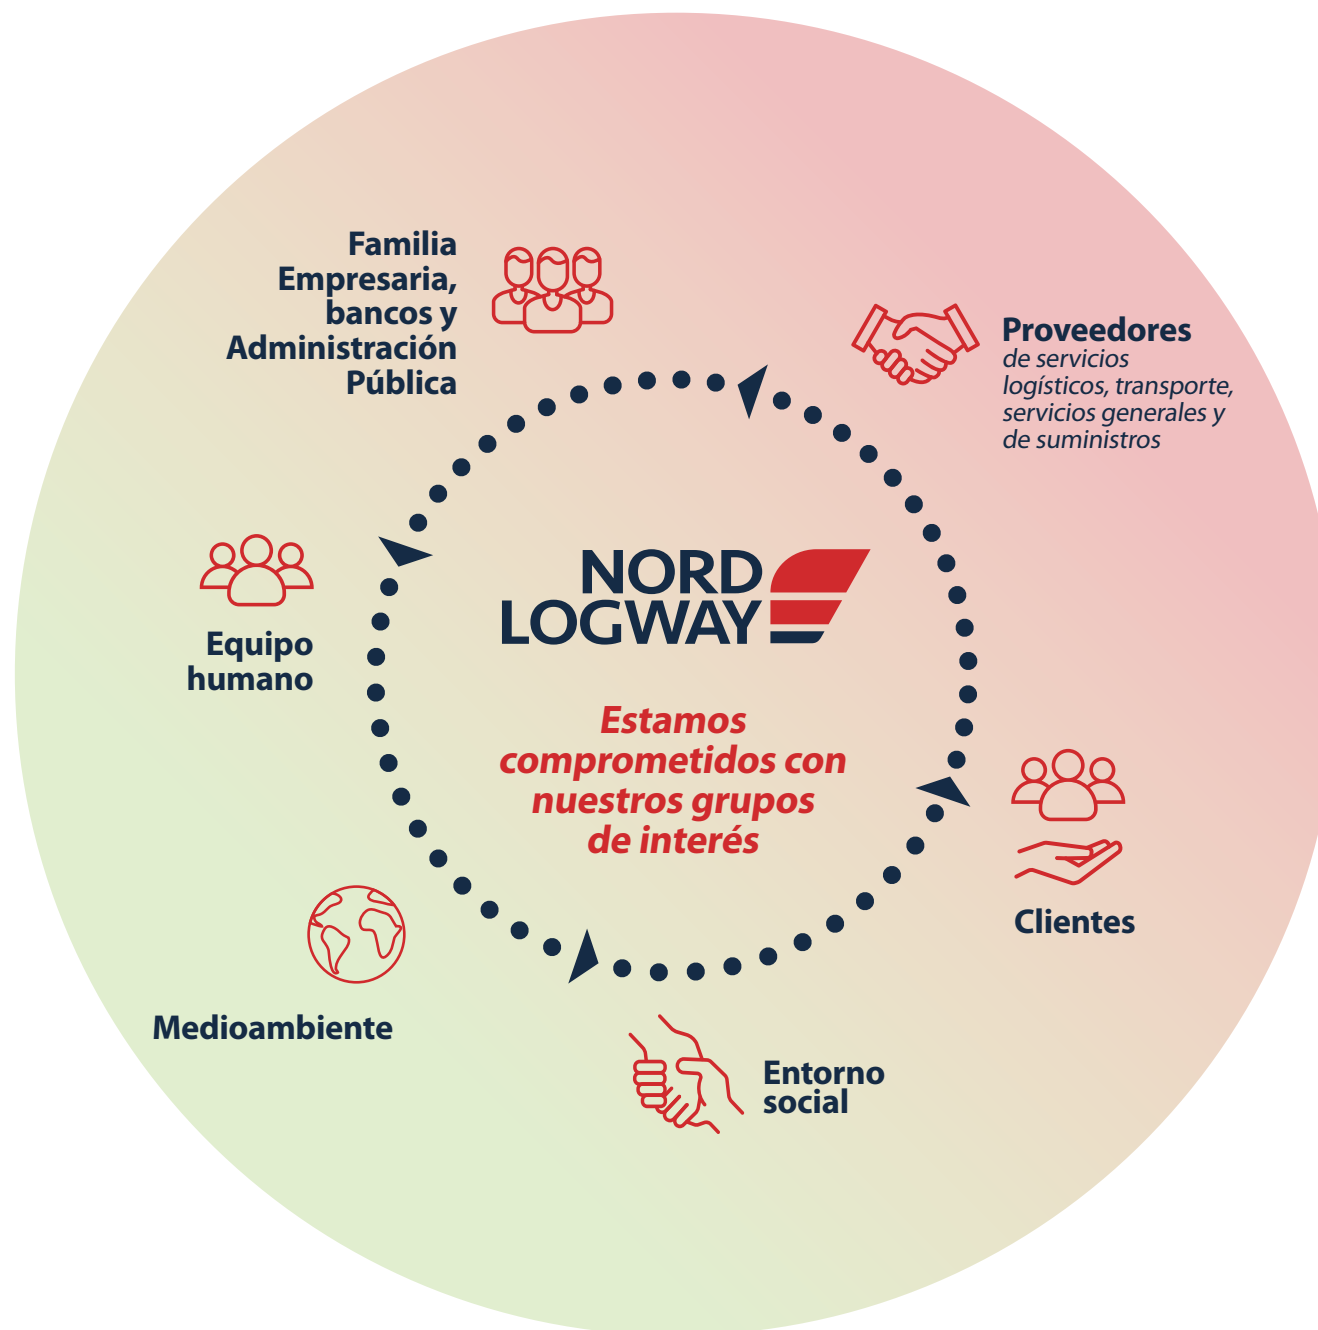 Familia
Empresaria,
bancos y
Administración
Pública
Proveedores
de servicios
logísticos, transporte,
servicios generales y
de suministros
Equipo
humano
NORD
LOGWAY
Estamos
comprometidos con
nuestros grupos
de interés
Clientes
Medioambiente
Entorno
social